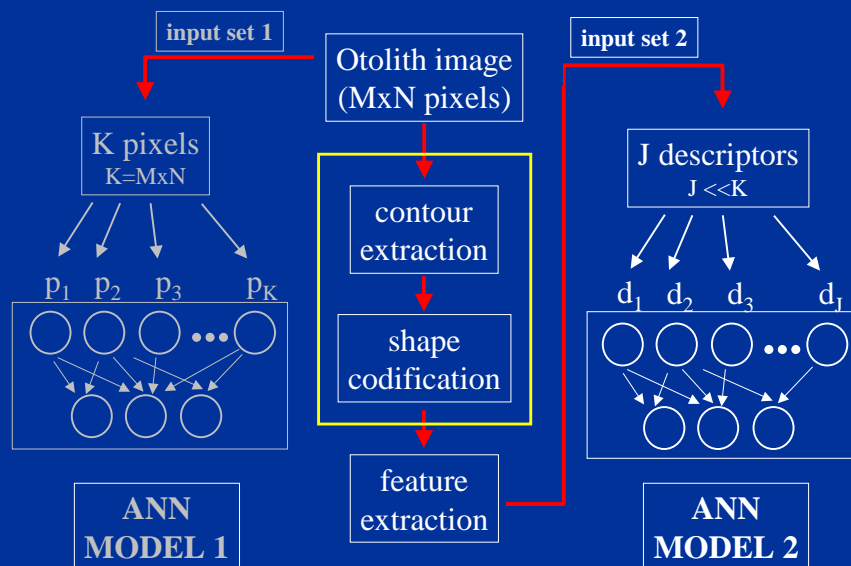 input set 1
Otolith image
(MxN pixels)
input set 2
K pixels
K=MxN
p1 p2 p3 pK
contour
extraction
shape
codification
feature
extraction
J descriptors
J <<K
d1 d2 d3 dJ
ANN
MODEL 1
ANN
MODEL 2